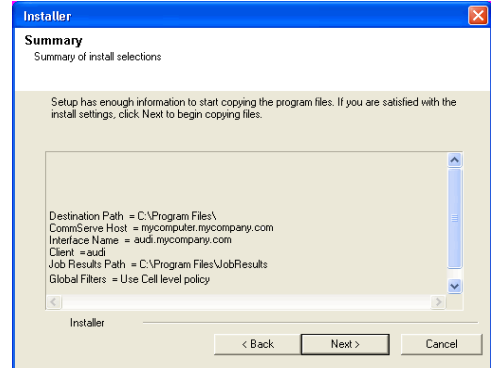 Installer
Summary
Summary of install selections
Setup has enough information to start copying the program files. If you are satisfied with the
install settings, click Next to begin copying files.
Destination Path = C:\Program Files\
CommServe Host = mycomputer.mycompany.com
Interface Name = audi.mycompany.com
Client =audi
Job Results Path = C:\Program Files\JobResults
Global Filters = Use Cell level policy
Installer
< Back
Next >
Cancel